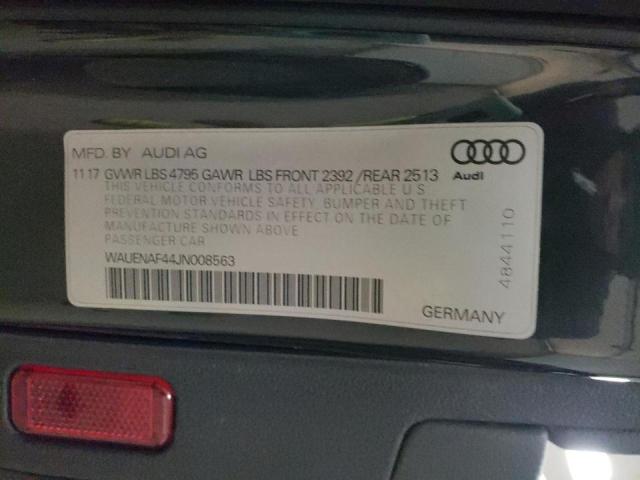 MFD. BY AUDI AG
11 17 GVWR LBS 4795 GAWR LBS FRONT 2392 /REAR 2513
Audi
THIS VEHICLE CONFORMS TO ALL APPLICABLE U S
FEDERAL MOTOR VEHICLE SAFETY, BUMPER AND THEFT
PREVENTION STANDARDS IN EFFECT ON THE DATE OF
MANUFACTURE SHOWN ABOVE
PASSENGER CAR
WAUENAF44JN008563
4844110
GERMANY